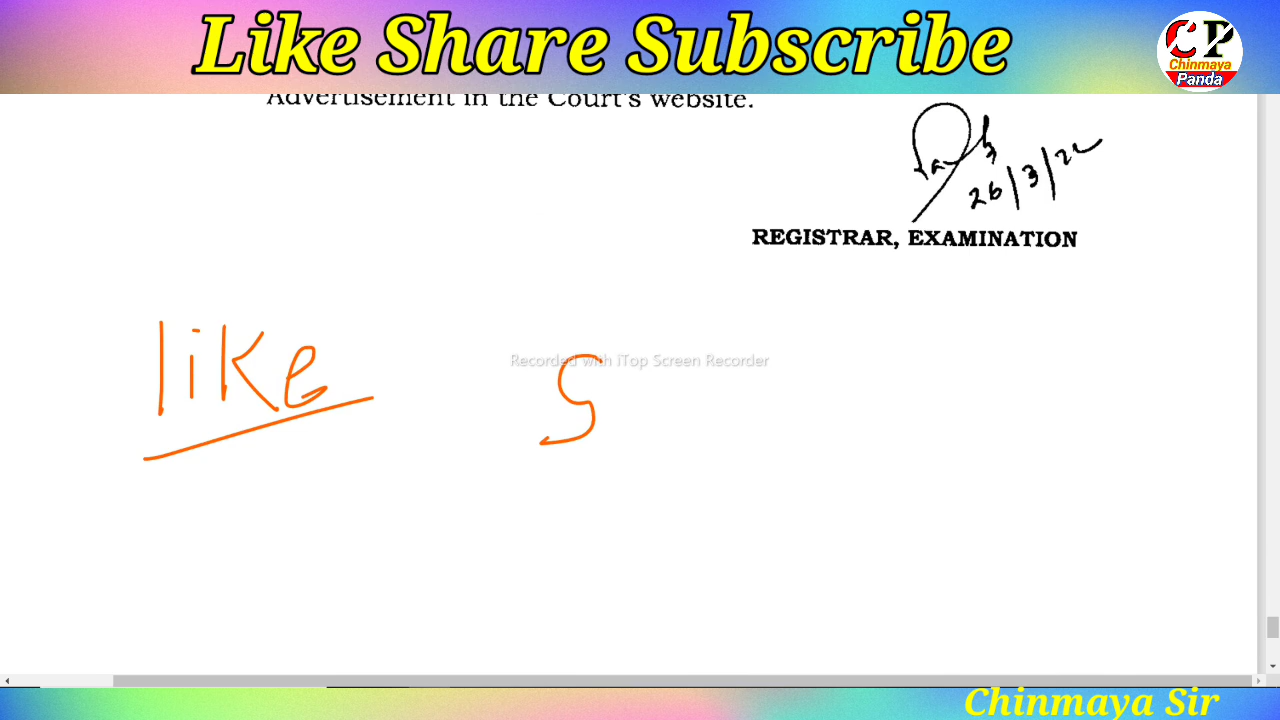 Like Share Subscribe
CP
Chinmaya
Panda
Advertisement in the Court's website.
26/3/22
REGISTRAR, EXAMINATION
like S
Recorded with iTop Screen Recorder
Chinmaya Sir